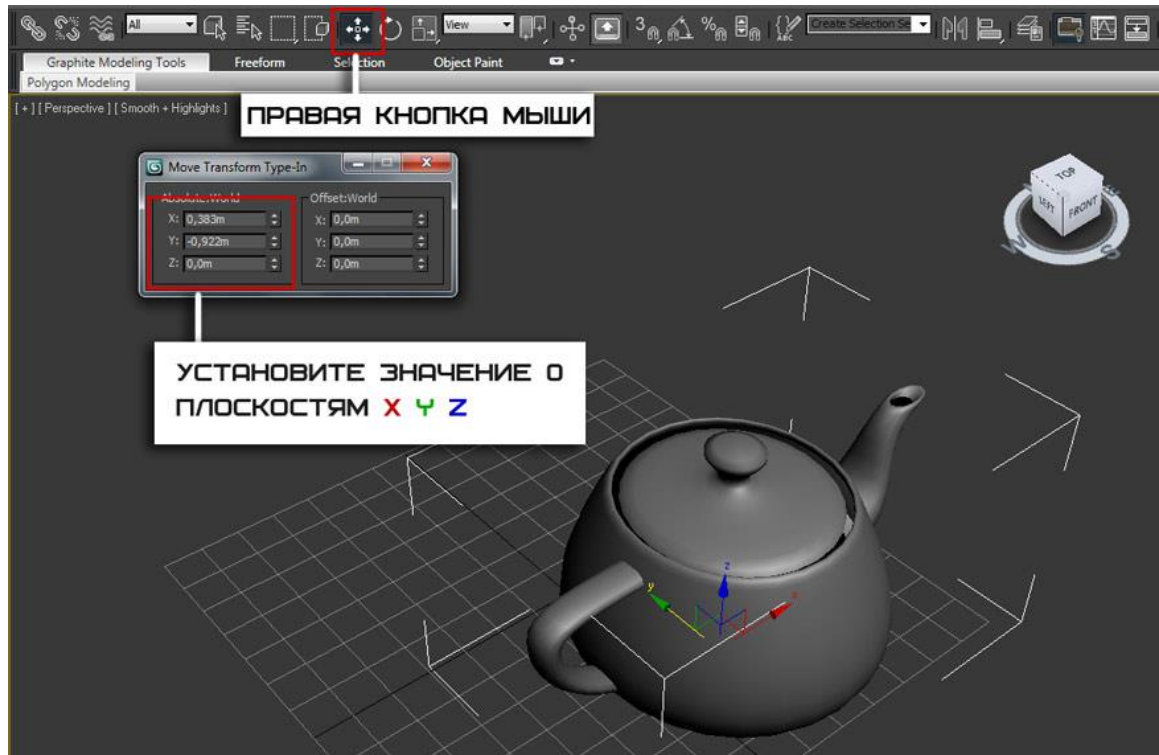 All
View
3
%
ABC
Create Selection Se
Graphite Modeling Tools
Freeform
Selection
Object Paint
Polygon Modeling
[ + ] [ Perspective ] [ Smooth + Highlights ]
ПРАВАЯ КНОПКА МЫШИ
Move Transform Type-In
Absolute:World
Offset:World
X: 0,383m
X: 0,0m
Y: -0,922m
Y: 0,0m
Z: 0,0m
Z: 0,0m
УСТАНОВИТЕ ЗНАЧЕНИЕ 0
ПЛОСКОСТЯМ X Y Z
TOP
LEFT
FRONT
W
S
z
y
x